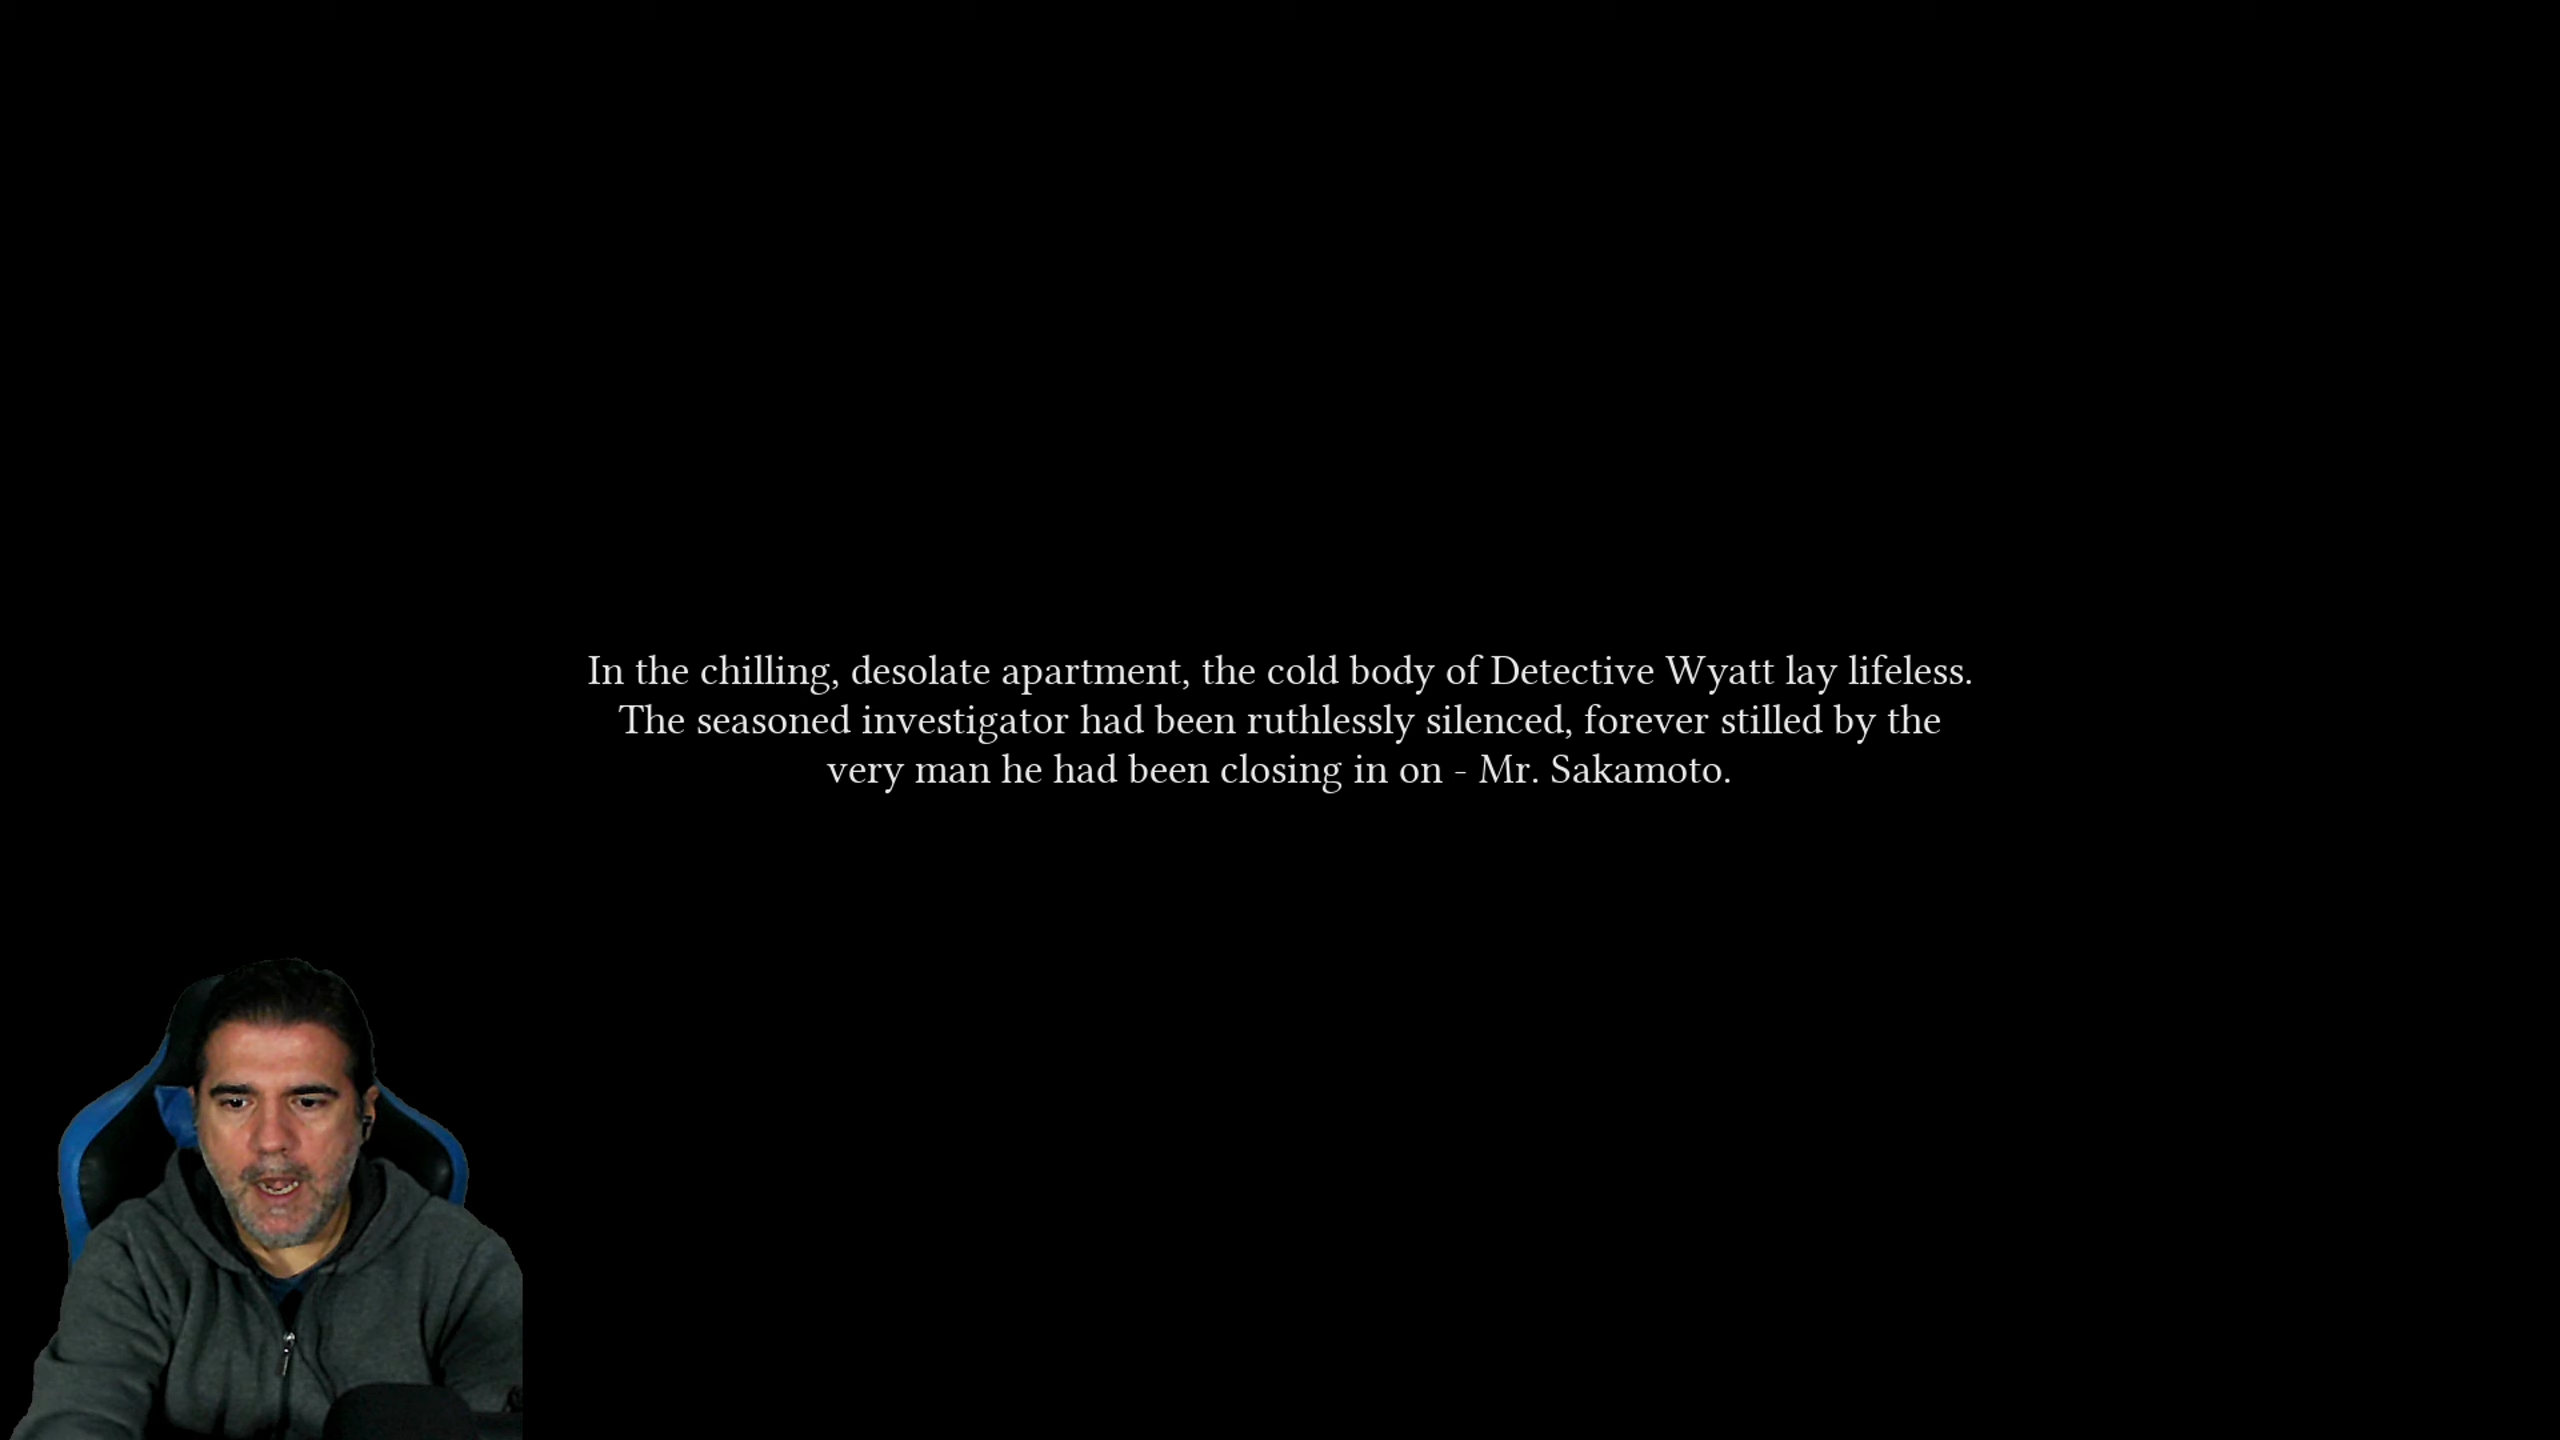 In the chilling, desolate apartment, the cold body of Detective Wyatt lay lifeless.
The seasoned investigator had been ruthlessly silenced, forever stilled by the
very man he had been closing in on - Mr. Sakamoto.